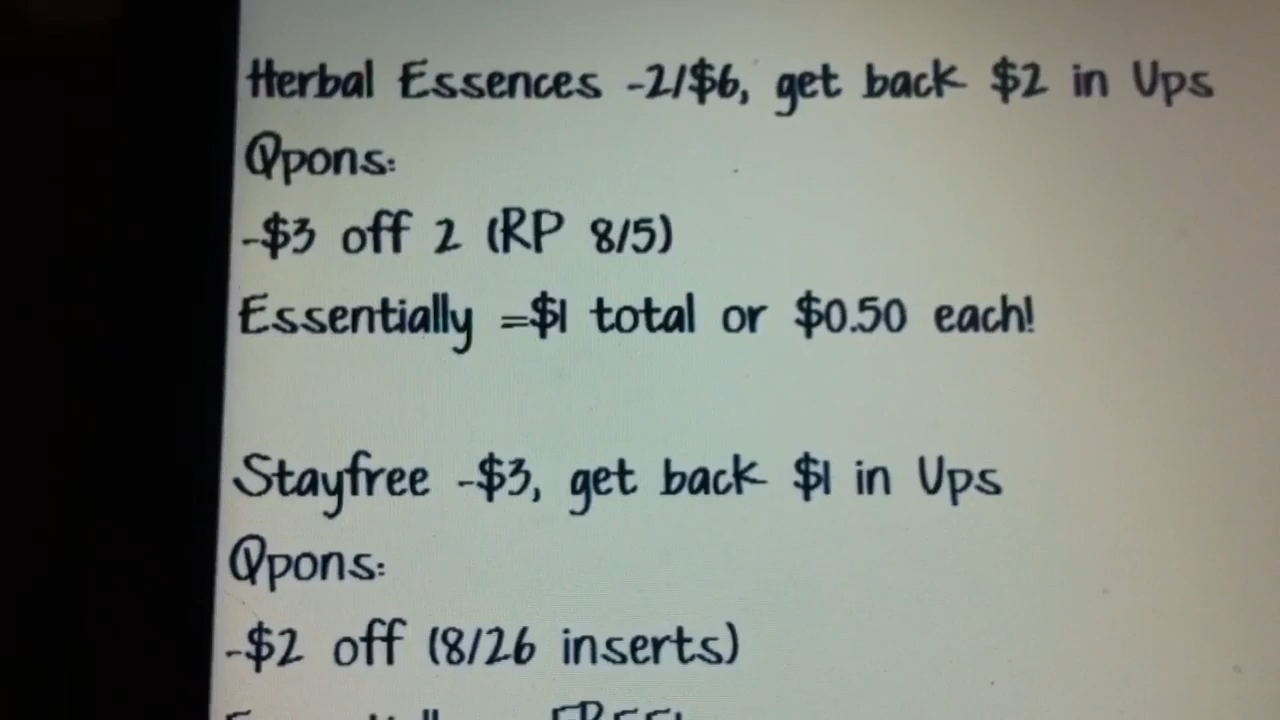 Herbal Essences -2/$6, get back $2 in Ups
Qpons:
-$3 off 2 (RP 8/5)
Essentially =$1 total or $0.50 each!
Stayfree -$3, get back $1 in Ups
Qpons:
-$2 off (8/26 inserts)